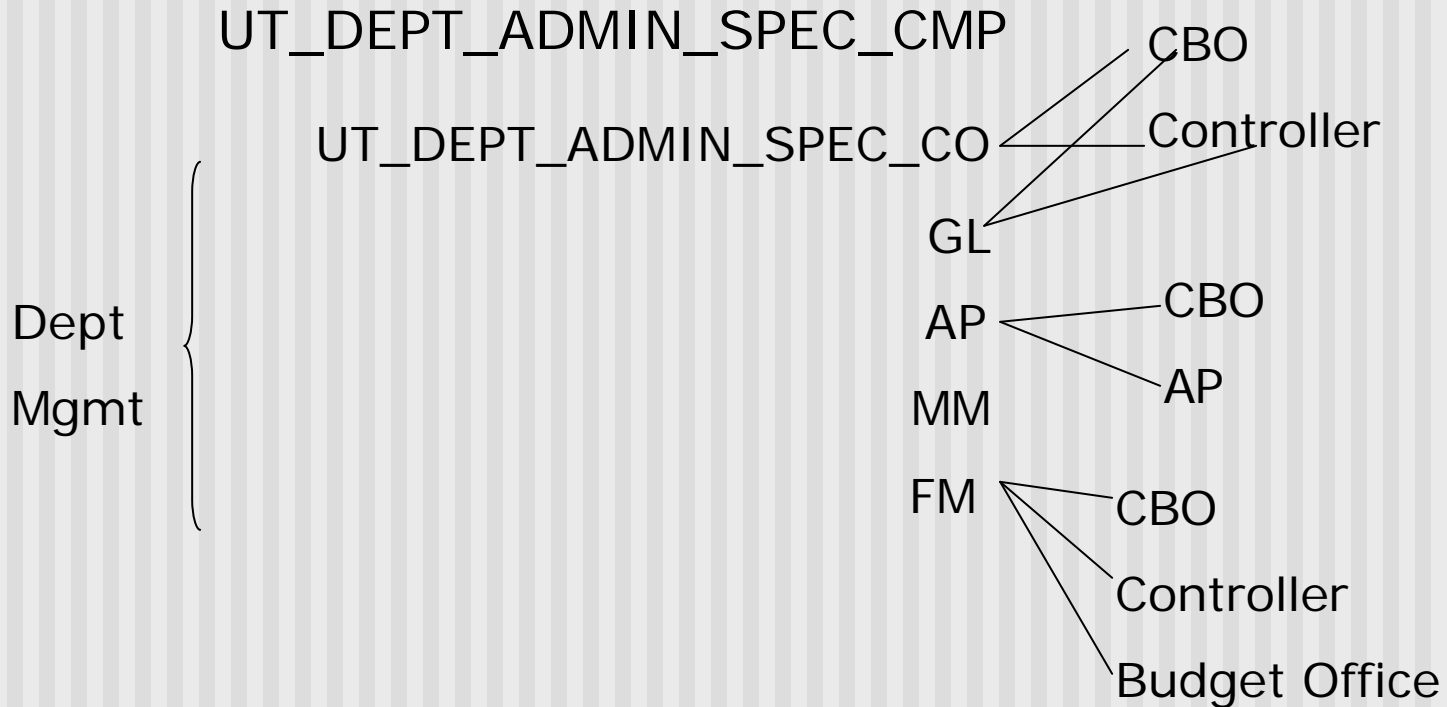 UT_DEPT_ADMIN_SPEC_CMP
CBO
UT_DEPT_ADMIN_SPEC_CO
Controller
GL
Dept
Mgmt
AP
CBO
AP
MM
FM
CBO
Controller
Budget Office